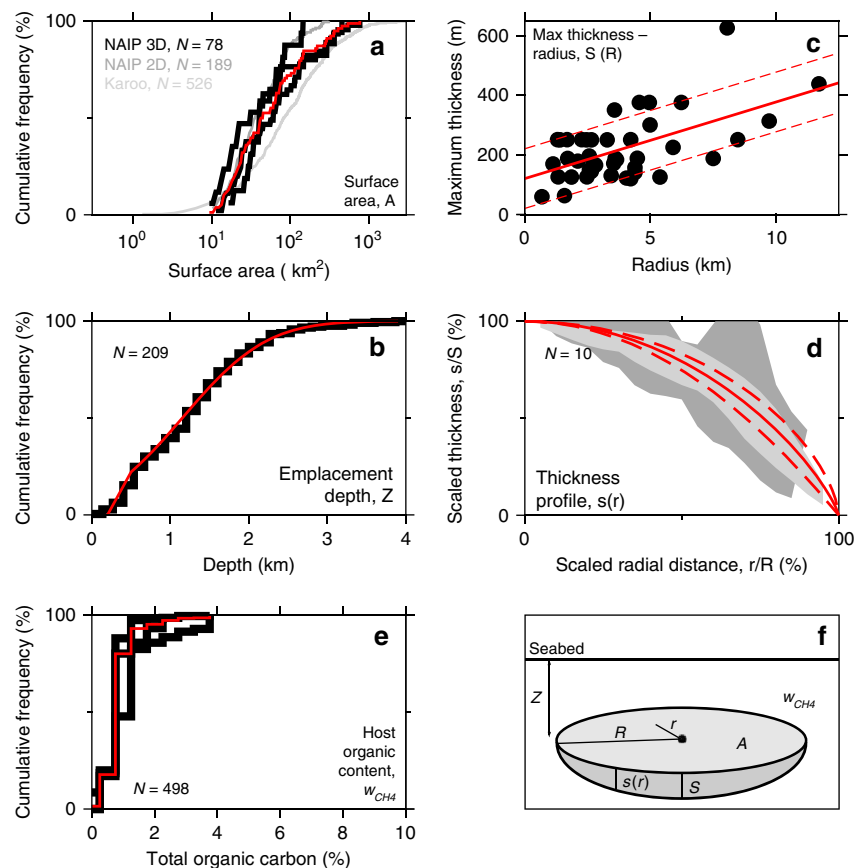 a
NAIP 3D, N = 78
NAIP 2D, N = 189
Karoo, N = 526
Cumulative frequency (%)
100
0
Surface
area, A
10⁰ 10¹ 10² 10³
Surface area ( km²)
c
Max thickness –
radius, S (R)
Maximum thickness (m)
600
400
200
0
0 5 10
Radius (km)
b
N = 209
Cumulative frequency (%)
100
0
Emplacement
depth, Z
0 1 2 3 4
Depth (km)
d
N = 10
Scaled thickness, s/S (%)
100
0
Thickness
profile, s(r)
0 100
Scaled radial distance, r/R (%)
e
Cumulative frequency (%)
100
0
Host
organic
content,
w_CH4
N = 498
0 2 4 6 8 10
Total organic carbon (%)
f
Seabed
Z
w_CH4
r
R
A
s(r)
S